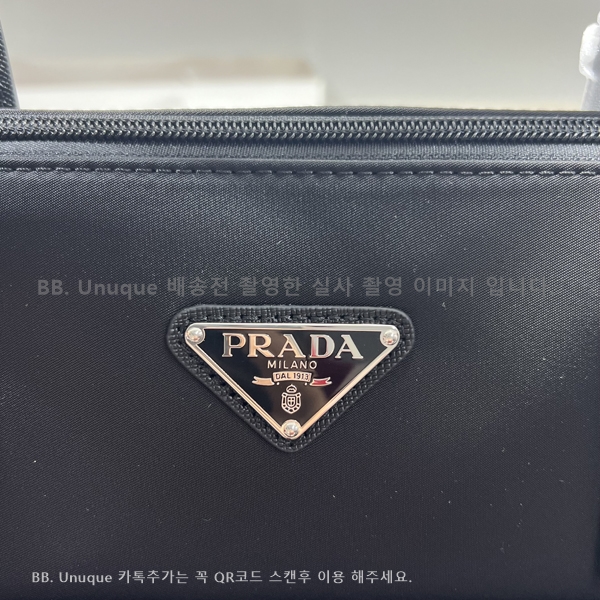 BB. Unuque 배송전 촬영한 실사 촬영 이미지 입니다.
PRADA
MILANO
DAL 1913
BB. Unuque 카톡추가는 꼭 QR코드 스캔후 이용 해주세요.